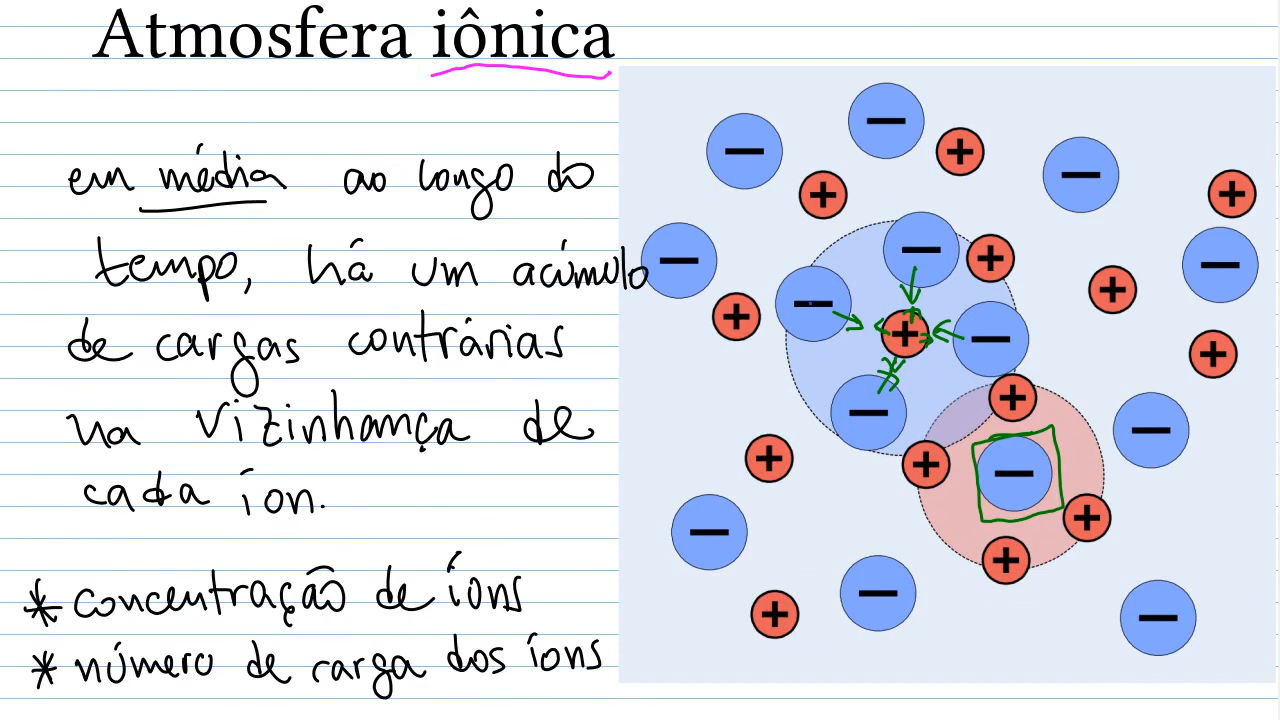 Atmosfera iônica
em média ao longo do
tempo, há um acúmulo
de cargas contrárias
na vizinhança de
cada íon.
* concentração de íons
* número de carga dos íons